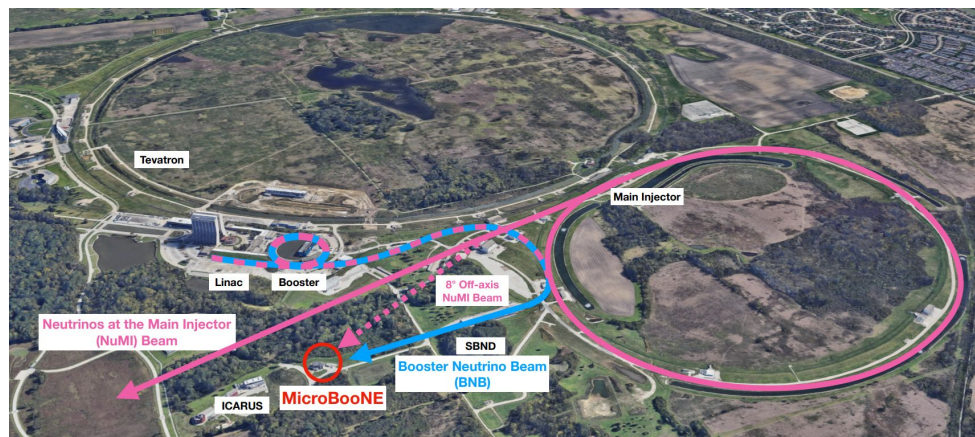 Tevatron
Main Injector
Linac
Booster
8° Off-axis
NuMI Beam
Neutrinos at the Main Injector
(NuMI) Beam
SBND
Booster Neutrino Beam
(BNB)
MicroBooNE
ICARUS